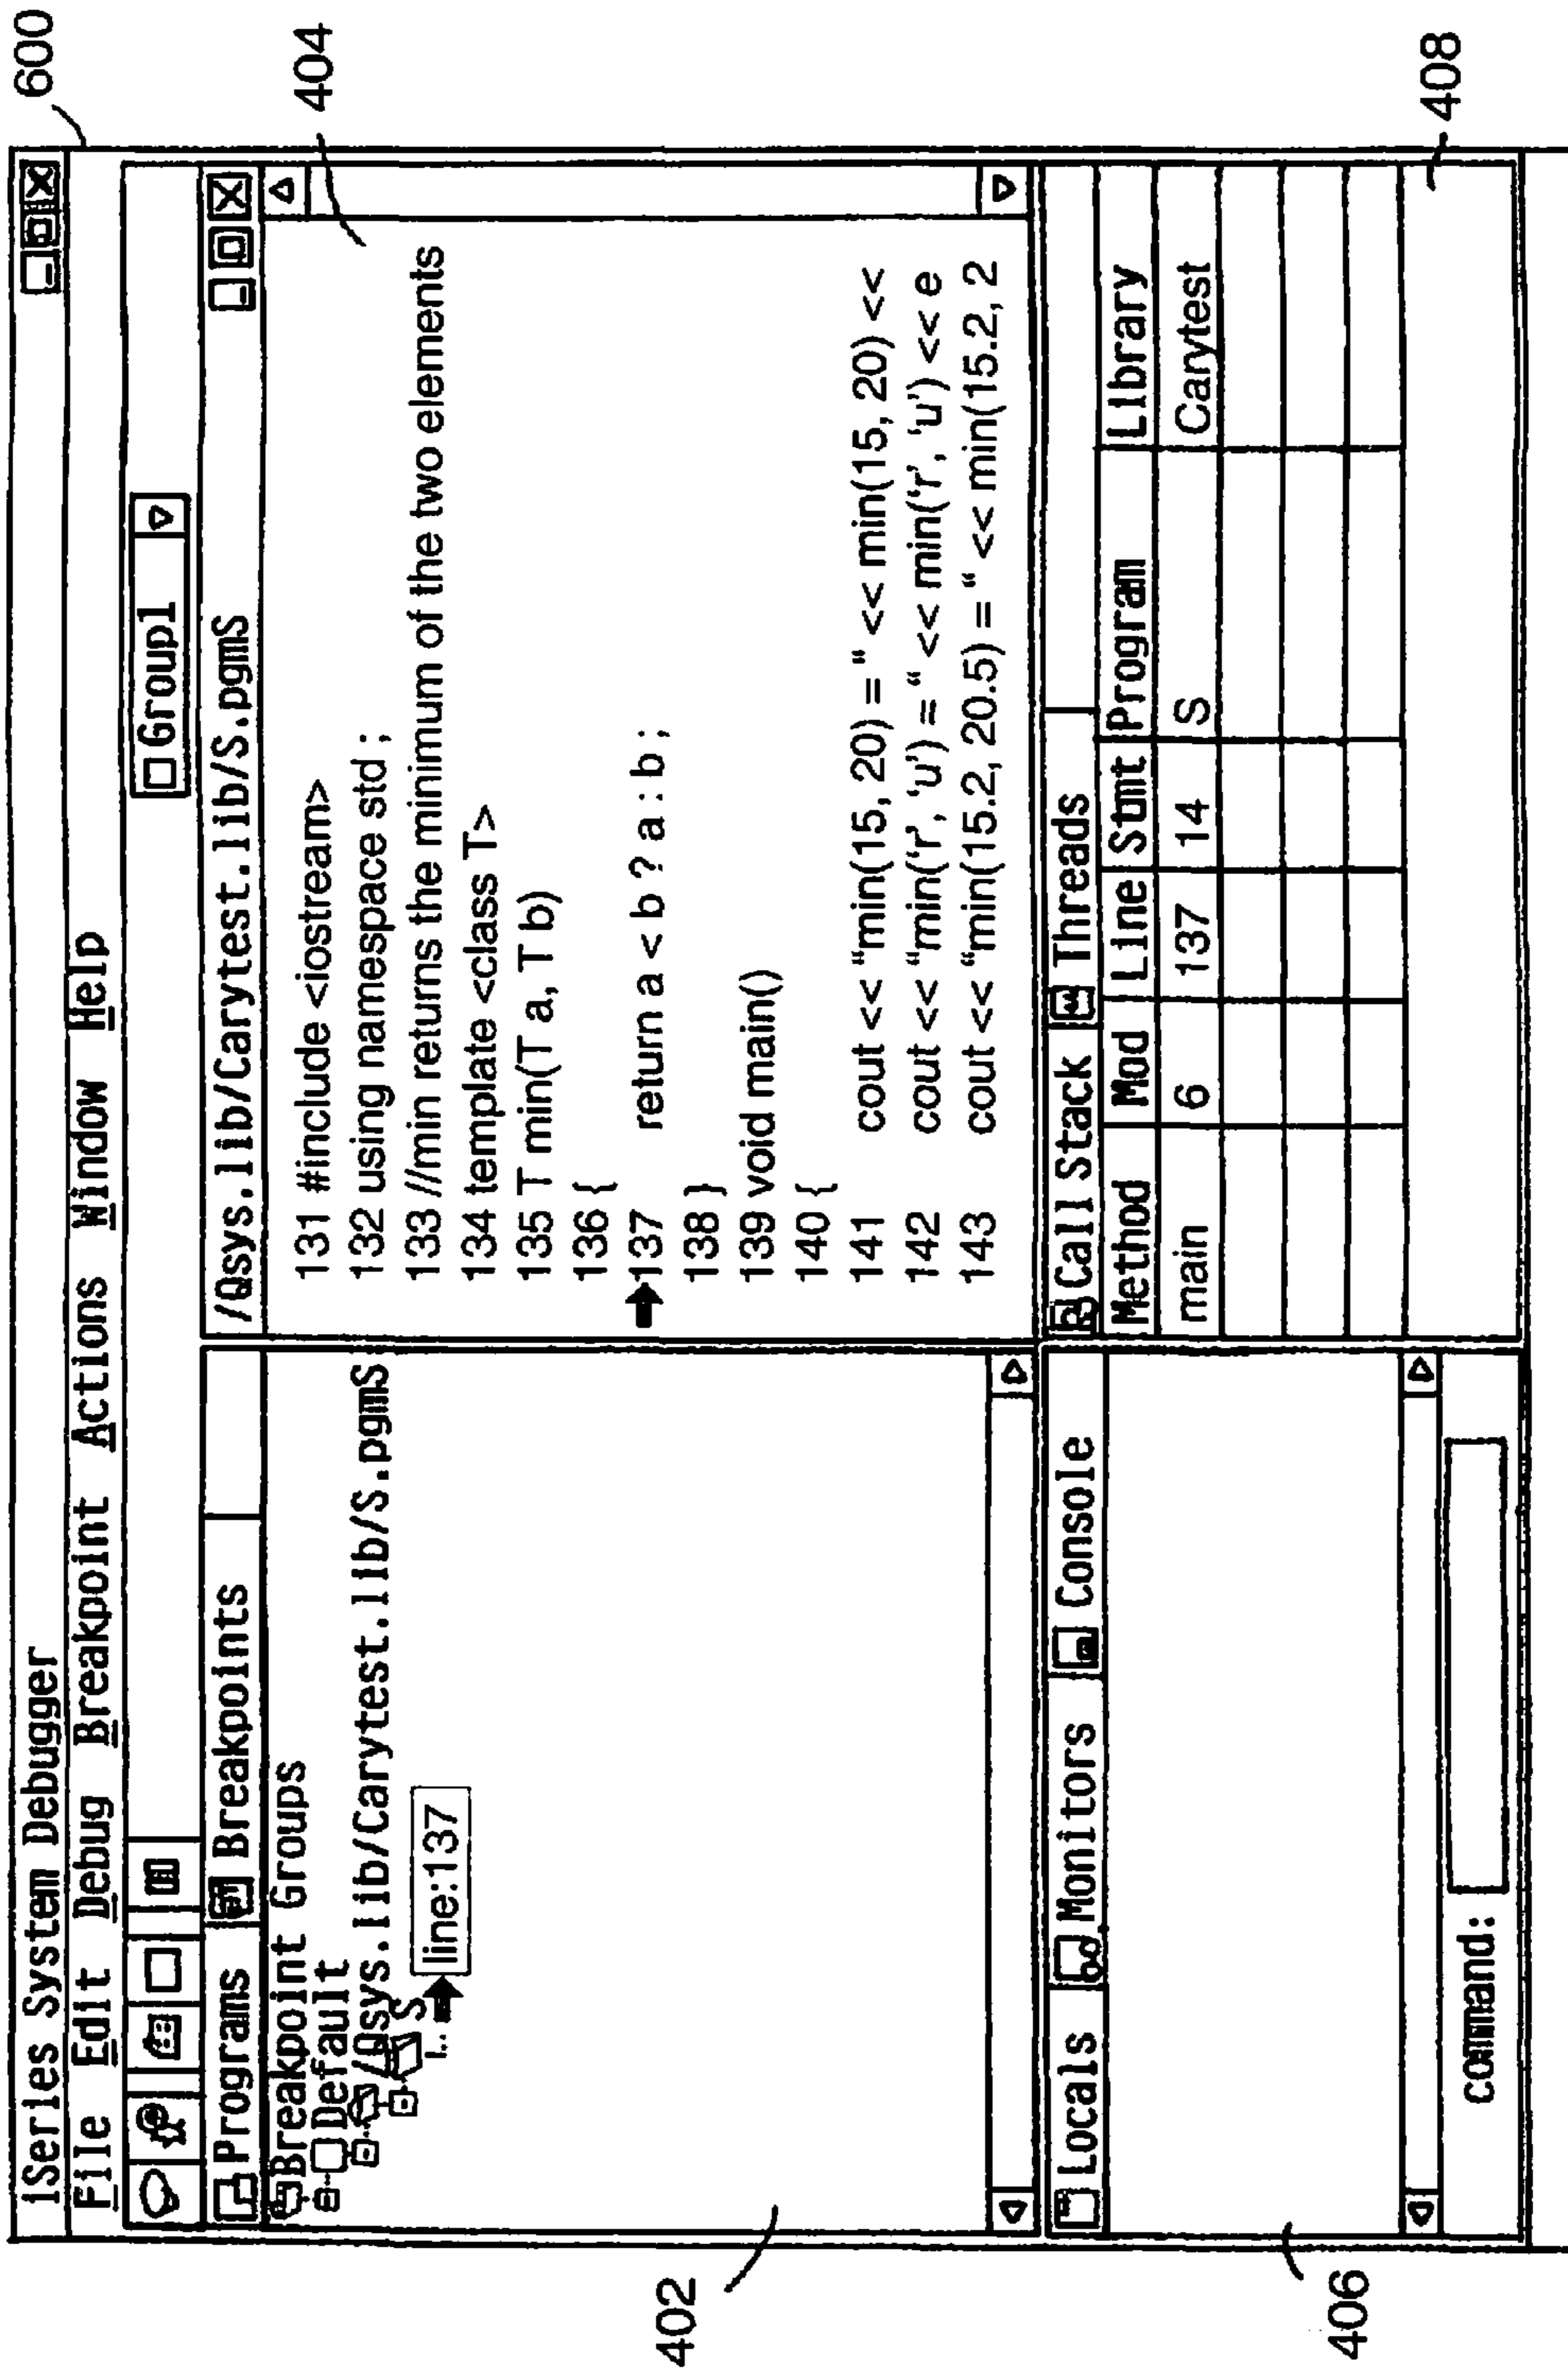 600
iSeries System Debugger
File Edit Debug Breakpoint Actions Window Help
Group1
Programs Breakpoints
Breakpoint Groups
Default
/Qsys.lib/Carytest.lib/S.pgmS
S
line:137
402
/Qsys.lib/Carytest.lib/S.pgmS
404
131 #include <iostream>
132 using namespace std ;
133 //min returns the minimum of the two elements
134 template <class T>
135 T min(T a, T b)
136 {
137 return a < b ? a : b ;
138 }
139 void main()
140 {
141 cout << “min(15, 20) = “ << min(15, 20) <<
142 cout << “min(‘r’, ‘u’) = “ << min(‘r’, ‘u’) << e
143 cout << “min(15.2, 20.5) = “ << min(15.2, 2
Locals Monitors Console
command:
406
Call Stack Threads
Method Mod Line Stmt Program Library
main 6 137 14 S Carytest
408